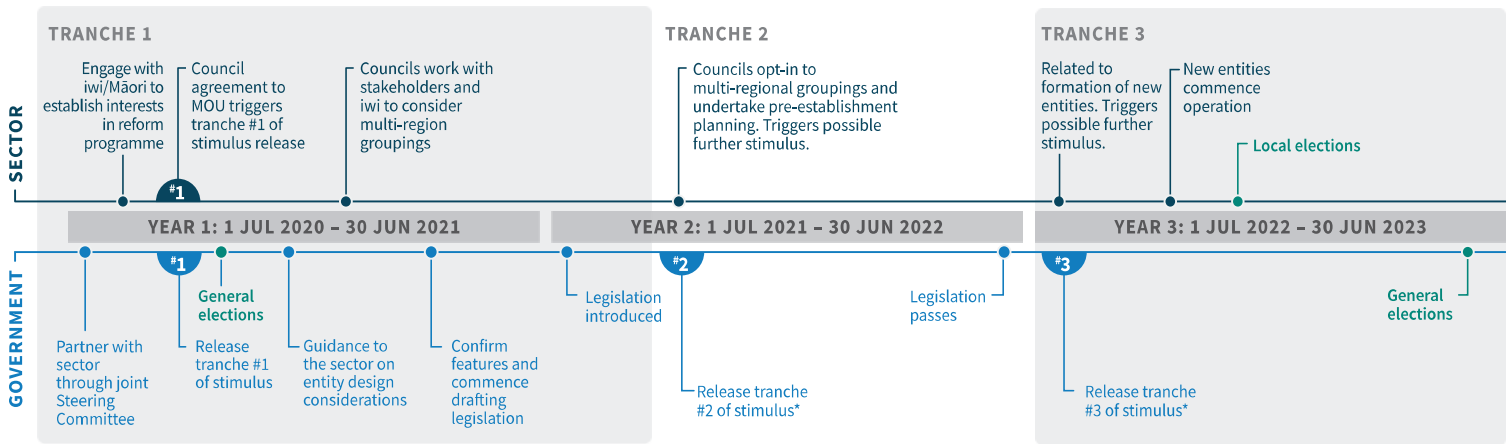 TRANCHE 1
TRANCHE 2
TRANCHE 3
SECTOR
Engage with
iwi/Māori to
establish interests
in reform
programme
Council
agreement to
MOU triggers
tranche #1 of
stimulus release
Councils work with
stakeholders and
iwi to consider
multi-region
groupings
Councils opt-in to
multi-regional groupings and
undertake pre-establishment
planning. Triggers possible
further stimulus.
Related to
formation of new
entities. Triggers
possible further
stimulus.
New entities
commence
operation
Local elections
#1
YEAR 1: 1 JUL 2020 – 30 JUN 2021
YEAR 2: 1 JUL 2021 – 30 JUN 2022
YEAR 3: 1 JUL 2022 – 30 JUN 2023
GOVERNMENT
#1
#2
#3
Partner with
sector
through joint
Steering
Committee
Release
tranche #1
of stimulus
General
elections
Guidance to
the sector on
entity design
considerations
Confirm
features and
commence
drafting
legislation
Legislation
introduced
Release tranche
#2 of stimulus*
Legislation
passes
Release tranche
#3 of stimulus*
General
elections